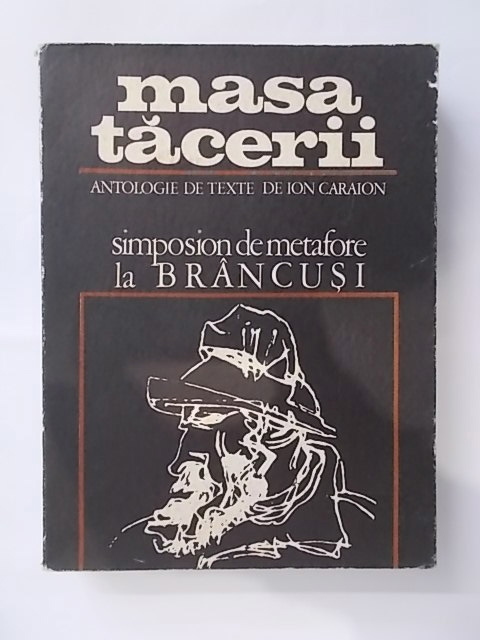 masa
tăcerii
ANTOLOGIE DE TEXTE DE ION CARAION
simposion de metafore
la BRÂNCUȘI